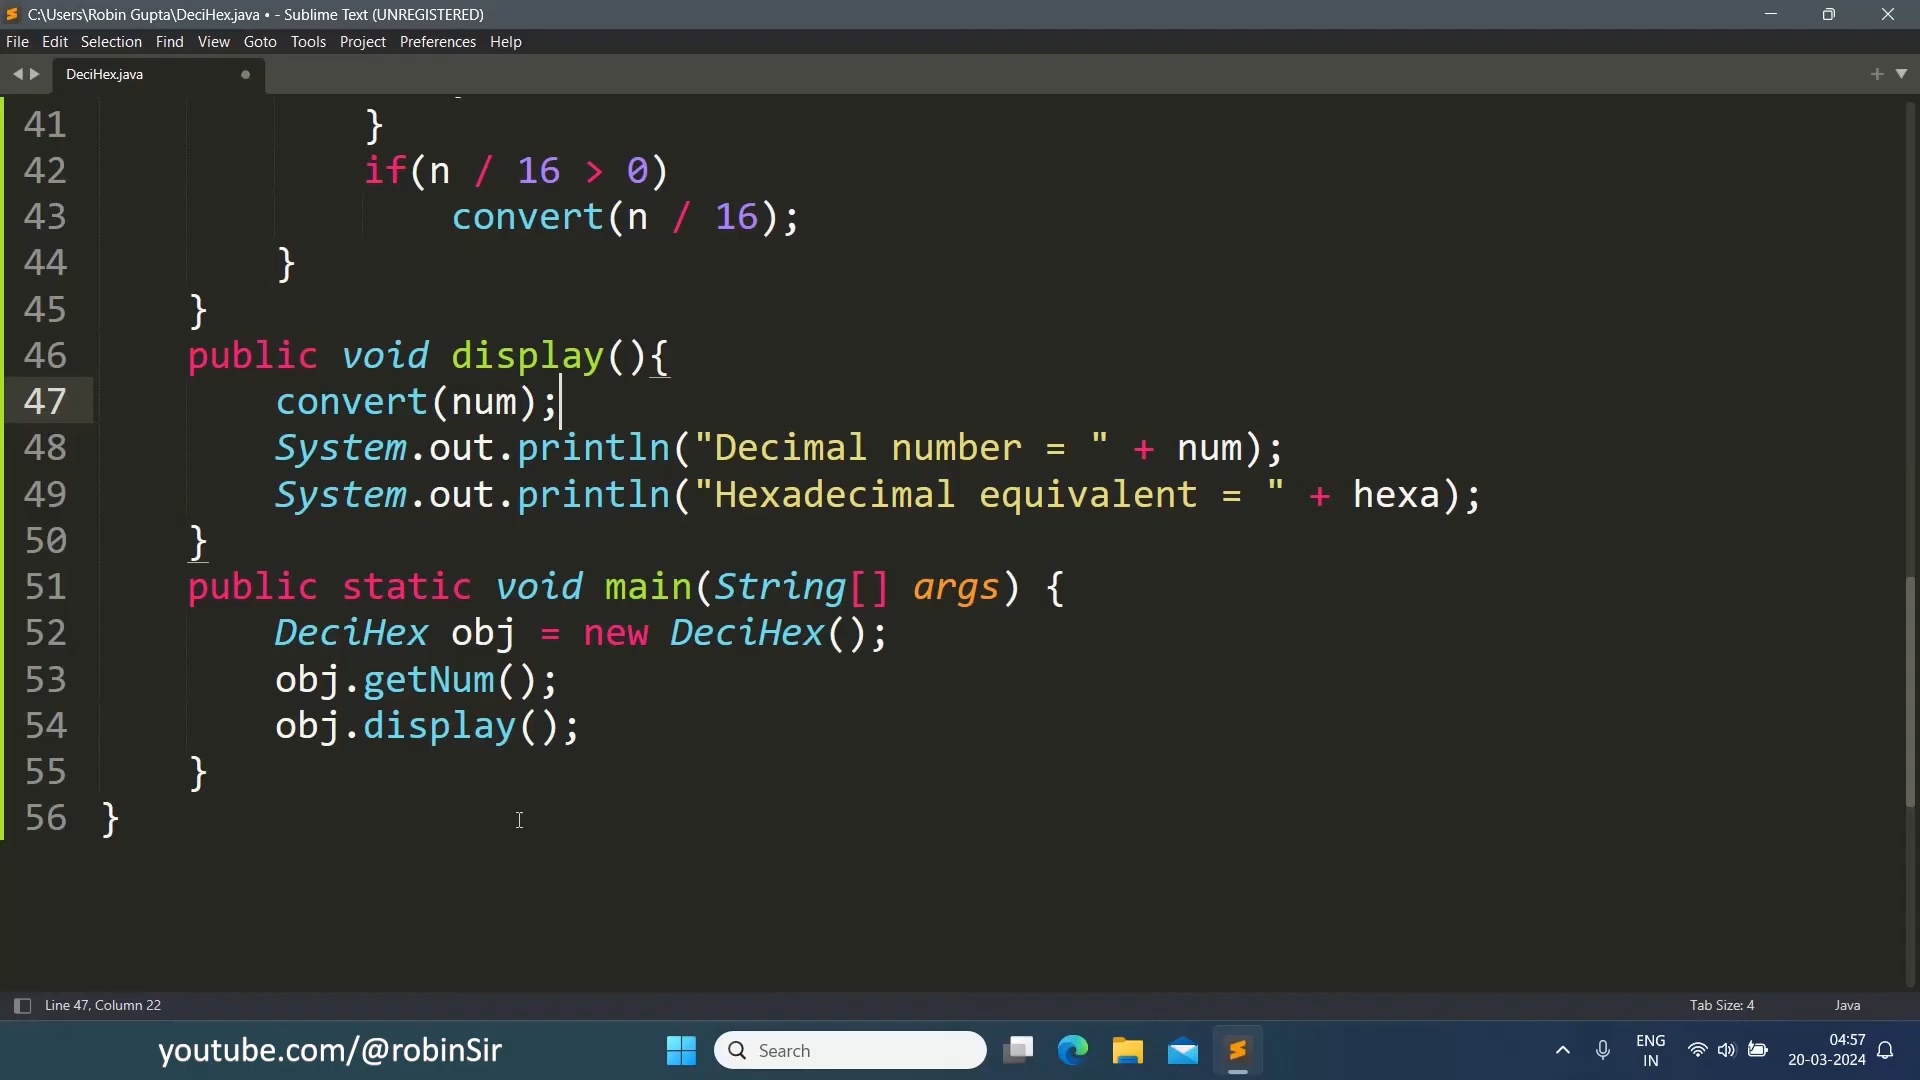 C:\Users\Robin Gupta\DeciHex.java • - Sublime Text (UNREGISTERED)
File Edit Selection Find View Goto Tools Project Preferences Help
DeciHex.java
41 }
42 if(n / 16 > 0)
43 convert(n / 16);
44 }
45 }
46 public void display(){
47 convert(num);
48 System.out.println("Decimal number = " + num);
49 System.out.println("Hexadecimal equivalent = " + hexa);
50 }
51 public static void main(String[] args) {
52 DeciHex obj = new DeciHex();
53 obj.getNum();
54 obj.display();
55 }
56 }
Line 47, Column 22 Tab Size: 4 Java
youtube.com/@robinSir Search ENG IN 04:57 20-03-2024